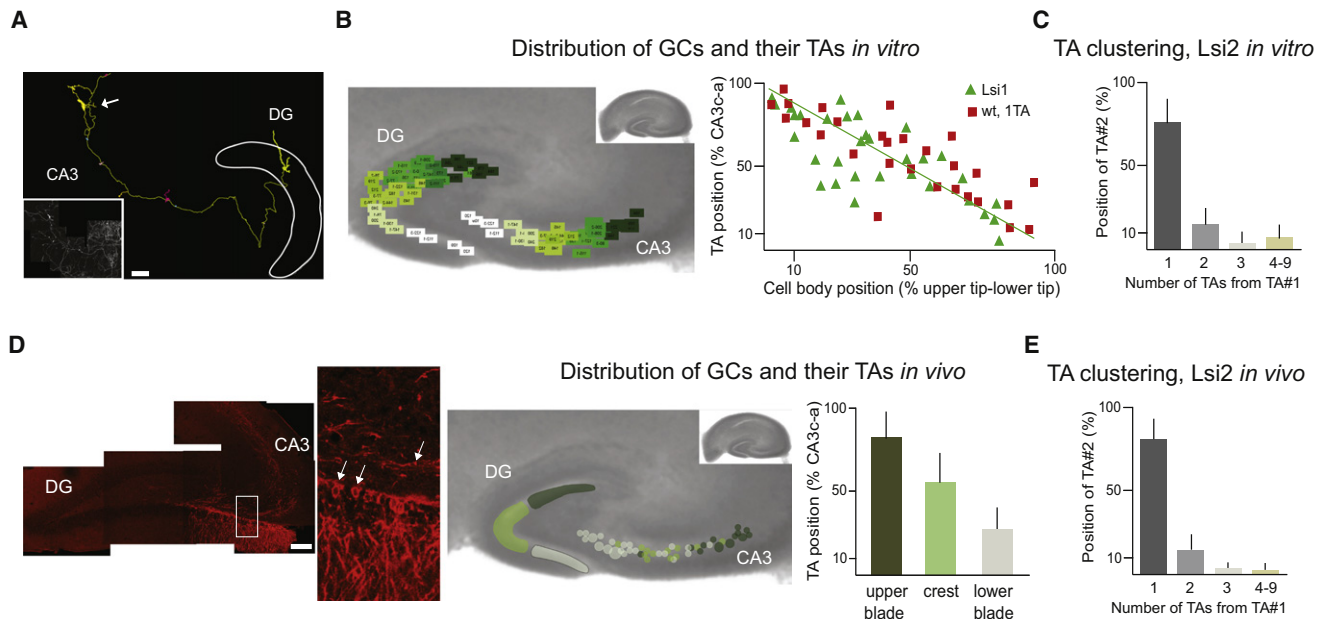 A
DG
CA3
B
Distribution of GCs and their TAs in vitro
DG
CA3
TA position (% CA3c-a)
100
50
10
Lsi1
wt, 1TA
10
50
100
Cell body position (% upper tip-lower tip)
C
TA clustering, Lsi2 in vitro
Position of TA#2 (%)
100
50
10
1 2 3 4-9
Number of TAs from TA#1
D
DG
CA3
Distribution of GCs and their TAs in vivo
DG
CA3
TA position (% CA3c-a)
100
50
10
upper blade
crest
lower blade
E
TA clustering, Lsi2 in vivo
Position of TA#2 (%)
100
50
10
1 2 3 4-9
Number of TAs from TA#1